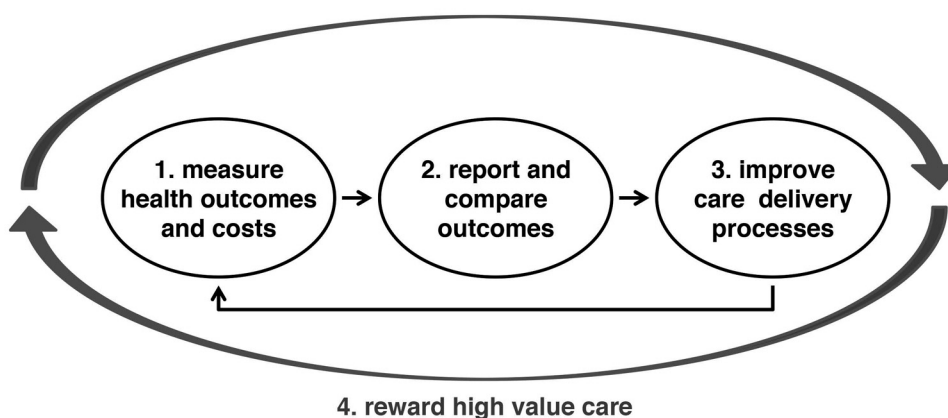 1. measure
health outcomes
and costs
2. report and
compare
outcomes
3. improve
care delivery
processes
4. reward high value care